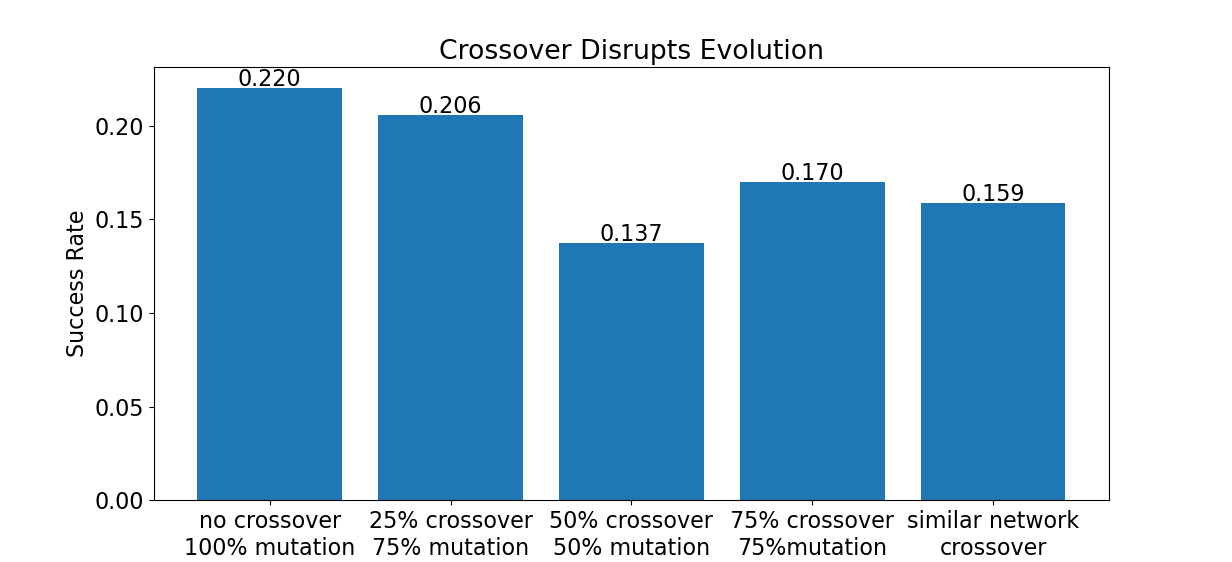 Crossover Disrupts Evolution
Success Rate
0.20
0.15
0.10
0.05
0.00
0.220
0.206
0.137
0.170
0.159
no crossover
100% mutation
25% crossover
75% mutation
50% crossover
50% mutation
75% crossover
75%mutation
similar network
crossover